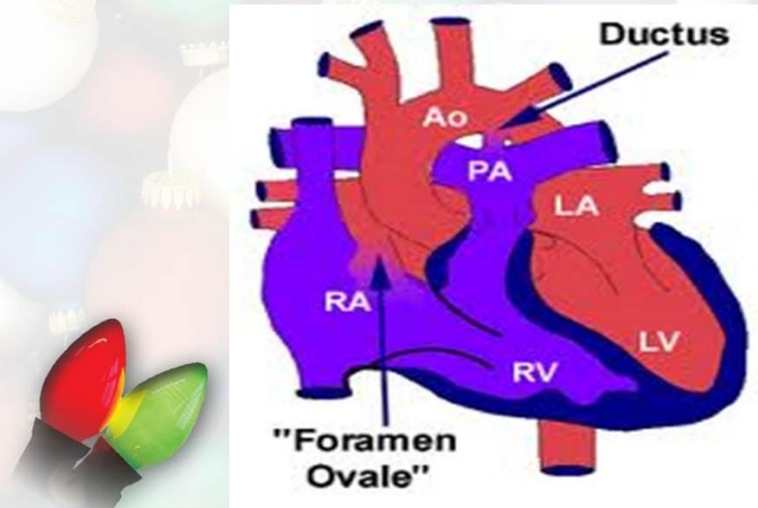 Ductus
Ao
PA
LA
RA
LV
RV
"Foramen
Ovale"